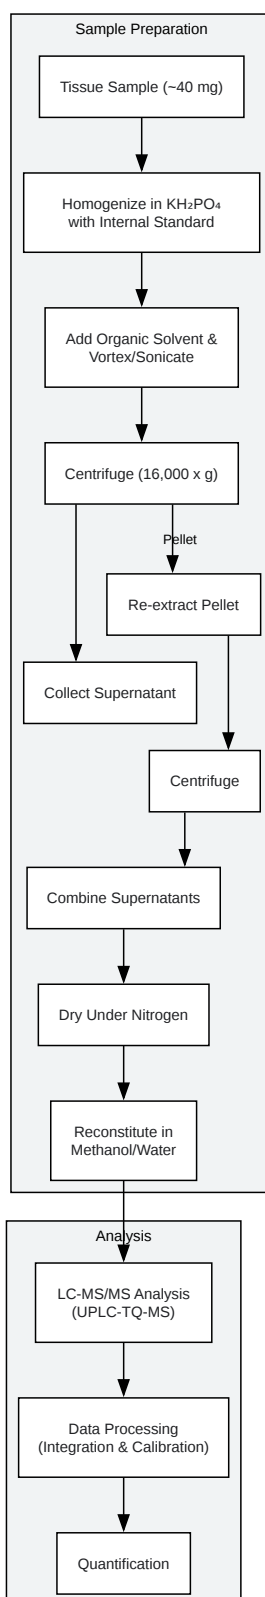 Sample Preparation
Tissue Sample (~40 mg)
Homogenize in KH₂PO₄
with Internal Standard
Add Organic Solvent &
Vortex/Sonicate
Centrifuge (16,000 x g)
Pellet
Re-extract Pellet
Collect Supernatant
Centrifuge
Combine Supernatants
Dry Under Nitrogen
Reconstitute in
Methanol/Water
Analysis
LC-MS/MS Analysis
(UPLC-TQ-MS)
Data Processing
(Integration & Calibration)
Quantification